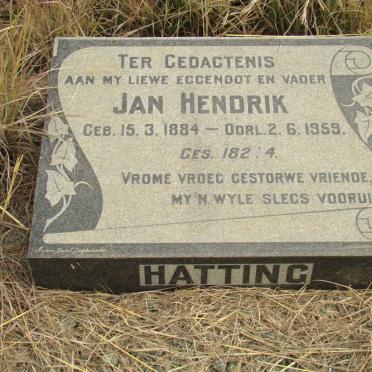 TER GEDAGTENIS
AAN MY LIEWE EGGENOOT EN VADER
JAN HENDRIK
GEB. 15. 3. 1884 — OORL. 2. 6. 1959.
GES. 182 : 4.
VROME VROEG GESTORWE VRIENDE,
MY 'N WYLE SLEGS VOORUI
HATTING